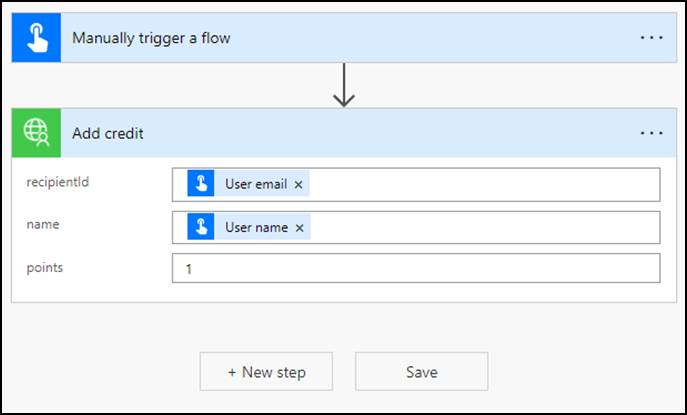 Manually trigger a flow ...
Add credit ...
recipientId User email ×
name User name ×
points 1
+ New step Save